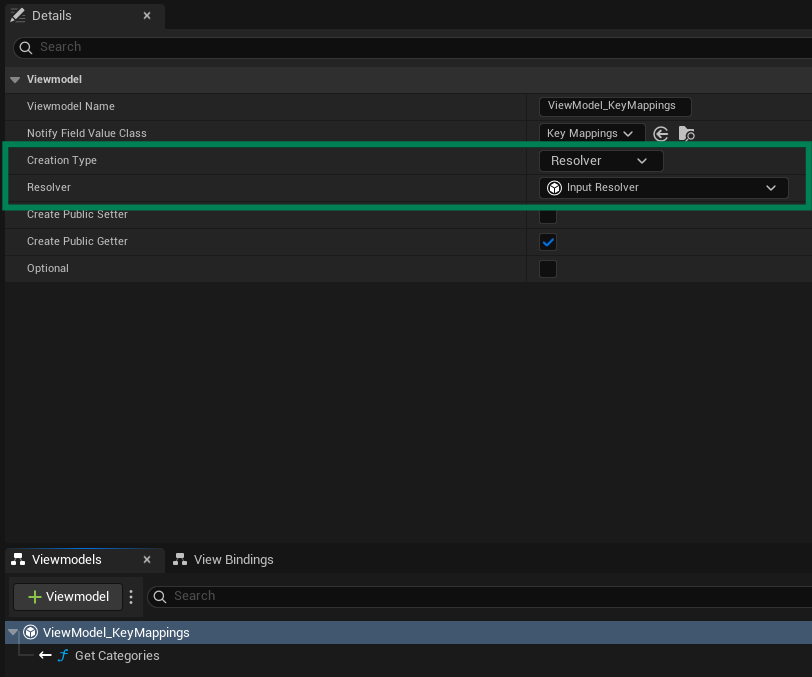 Details
Search
Viewmodel
Viewmodel Name ViewModel_KeyMappings
Notify Field Value Class Key Mappings
Creation Type Resolver
Resolver Input Resolver
Create Public Setter
Create Public Getter
Optional
Viewmodels View Bindings
Viewmodel Search
ViewModel_KeyMappings
f Get Categories